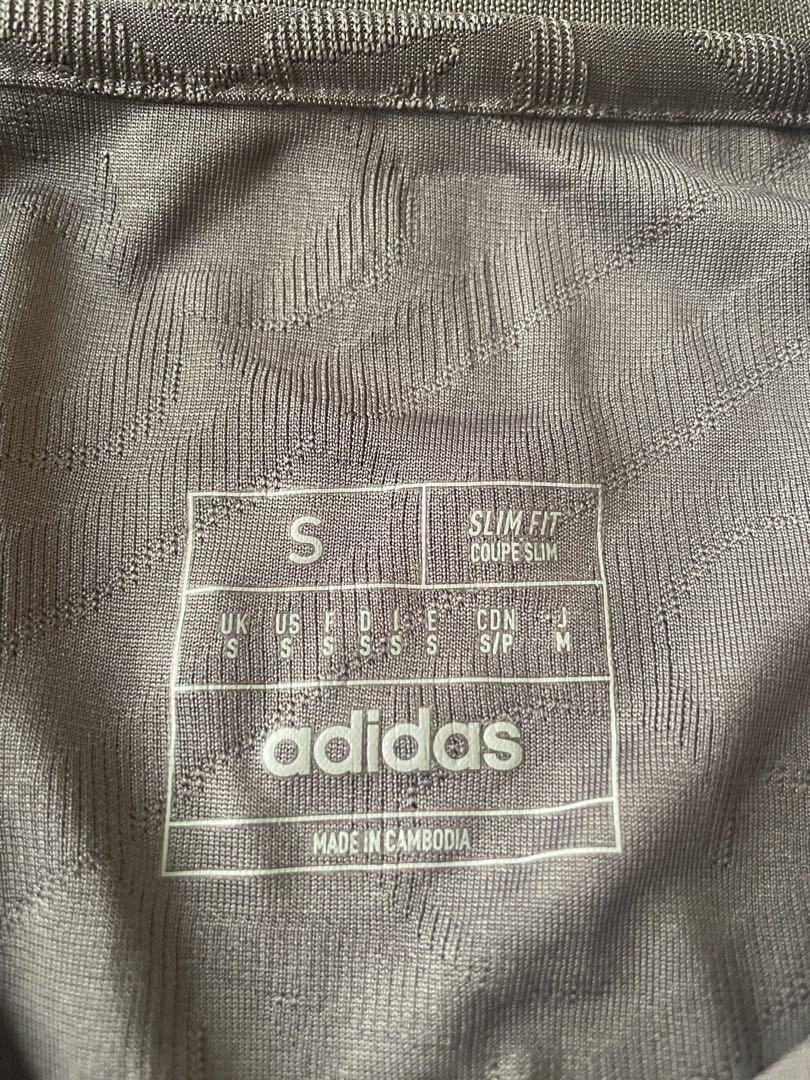 S
SLIM FIT
COUPE SLIM
UK US F D I E CDN J
S S S S S S S/P M
adidas
MADE IN CAMBODIA